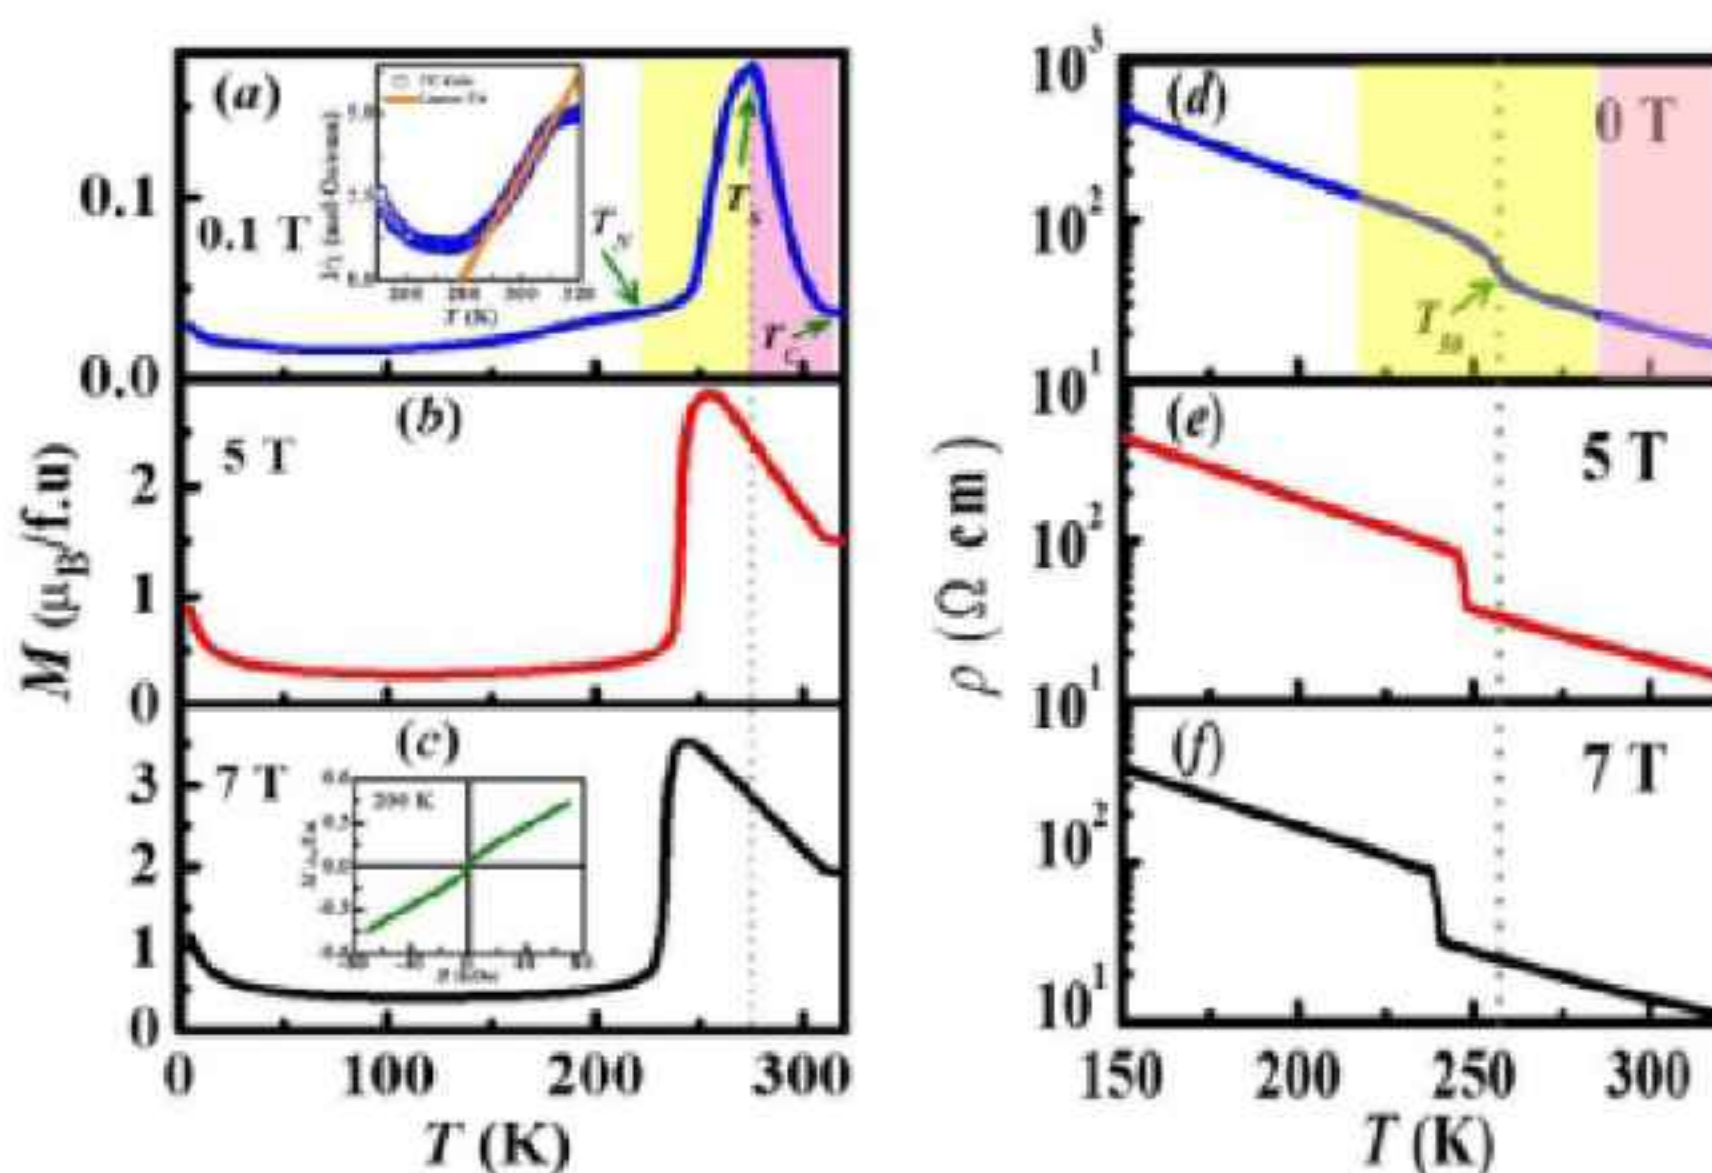 (a)
0.1 T
0.1
0.0
T_N
T_C
T (K)
(b)
5 T
2
1
0
M (μ_B/f.u)
(c)
7 T
200 K
3
2
1
0
0 100 200 300
T (K)
(d)
0 T
10^3
10^2
10^1
(e)
5 T
10^2
10^1
ρ (Ω cm)
(f)
7 T
10^2
10^1
150 200 250 300
T (K)